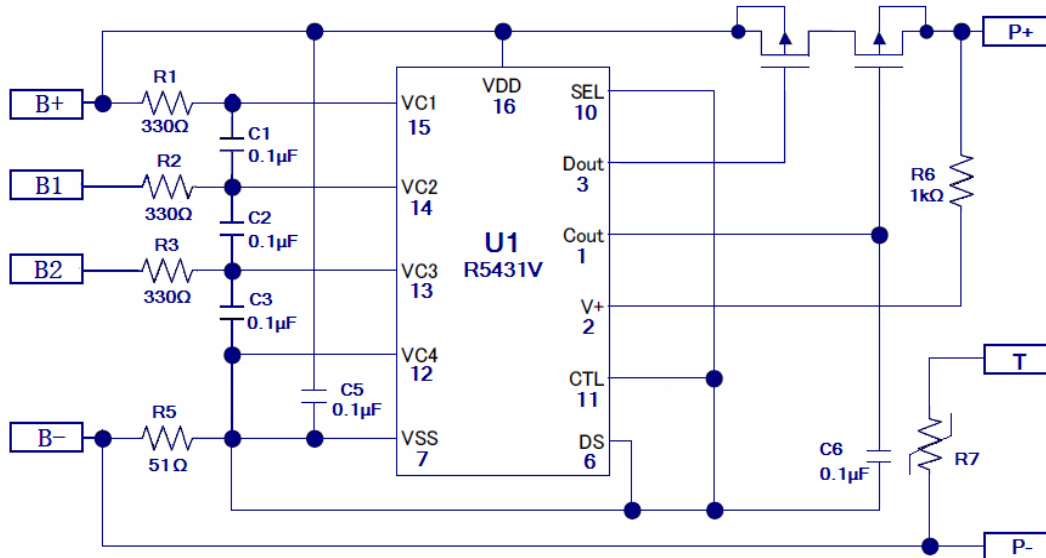 B+
R1
330Ω
B1
R2
330Ω
B2
R3
330Ω
B-
R5
51Ω
C1
0.1μF
C2
0.1μF
C3
0.1μF
C5
0.1μF
VDD
16
VC1
15
VC2
14
VC3
13
VC4
12
VSS
7
U1
R5431V
SEL
10
Dout
3
Cout
1
V+
2
CTL
11
DS
6
C6
0.1μF
R6
1kΩ
R7
P+
T
P-